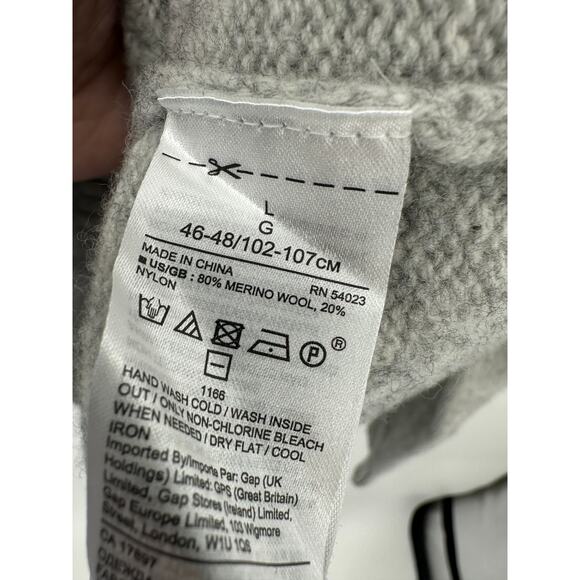 L
G
46-48/102-107CM
MADE IN CHINA RN 54023
US/GB : 80% MERINO WOOL, 20%
NYLON
P ®
1166
HAND WASH COLD / WASH INSIDE
OUT / ONLY NON-CHLORINE BLEACH
WHEN NEEDED / DRY FLAT / COOL
IRON
Imported By/Importé Par: Gap (UK
Holdings) Limited: GPS (Great Britain)
Limited, Gap Stores (Ireland) Limited,
Gap Europe Limited, 103 Wigmore
Street, London, W1U 1QS
CA 17897